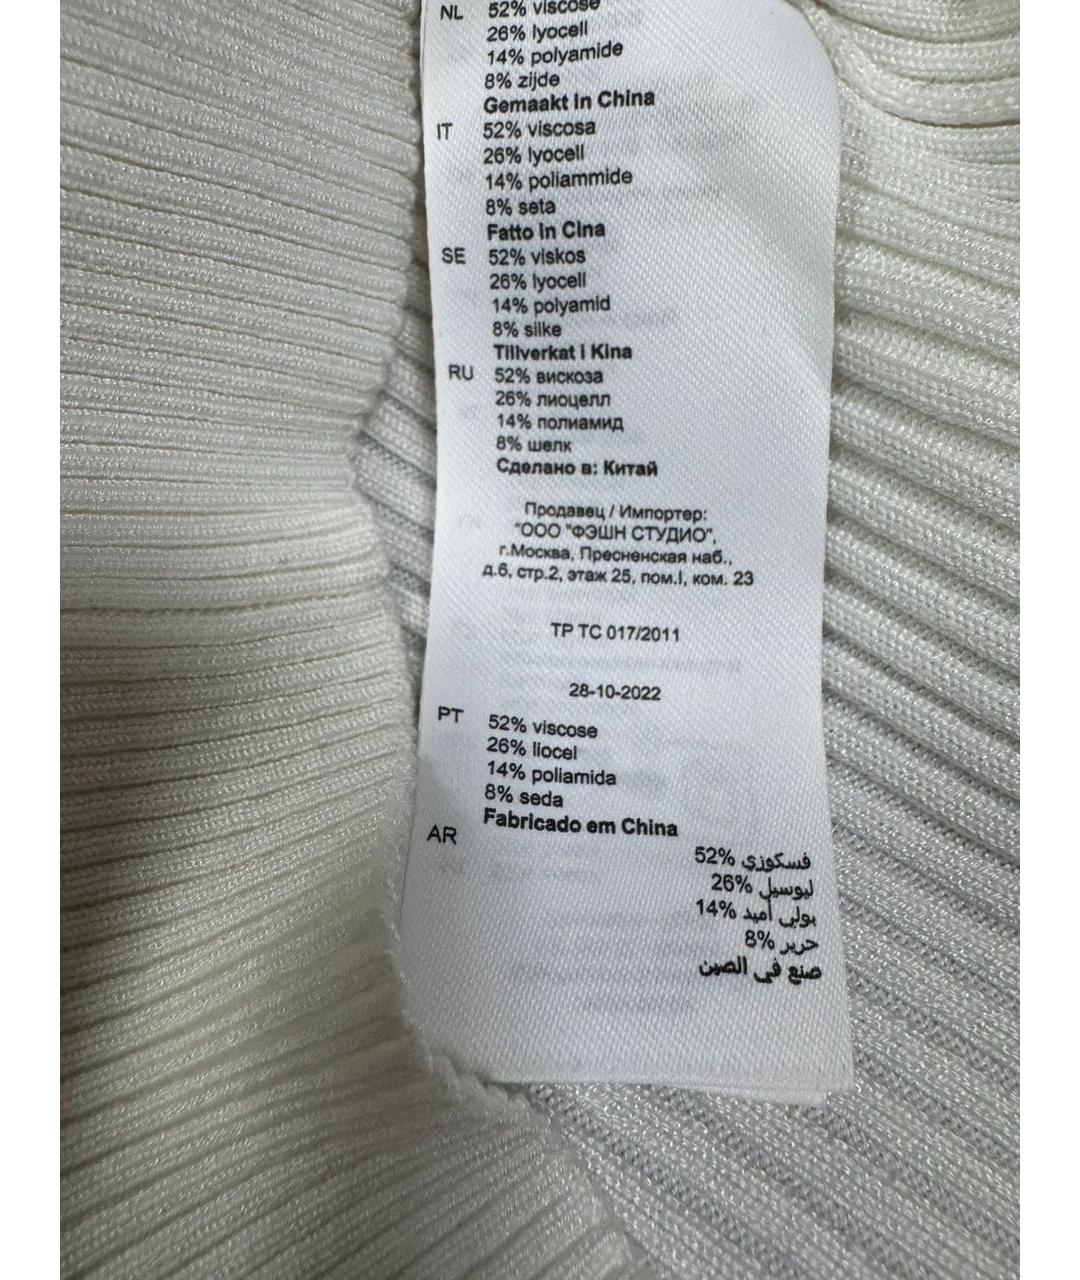 NL 52% viscose
26% lyocell
14% polyamide
8% zijde
Gemaakt in China
IT 52% viscosa
26% lyocell
14% poliammide
8% seta
Fatto in Cina
SE 52% viskos
26% lyocell
14% polyamid
8% silke
Tillverkat i Kina
RU 52% вискоза
26% лиоцелл
14% полиамид
8% шелк
Сделано в: Китай
Продавец / Импортер:
"ООО "ФЭШН СТУДИО",
г.Москва, Пресненская наб.,
д.6, стр.2, этаж 25, пом.I, ком. 23
ТР ТС 017/2011
28-10-2022
PT 52% viscose
26% liocel
14% poliamida
8% seda
Fabricado em China
AR
فسكوزي %52
ليوسيل %26
بولي أميد %14
حرير %8
صنع في الصين